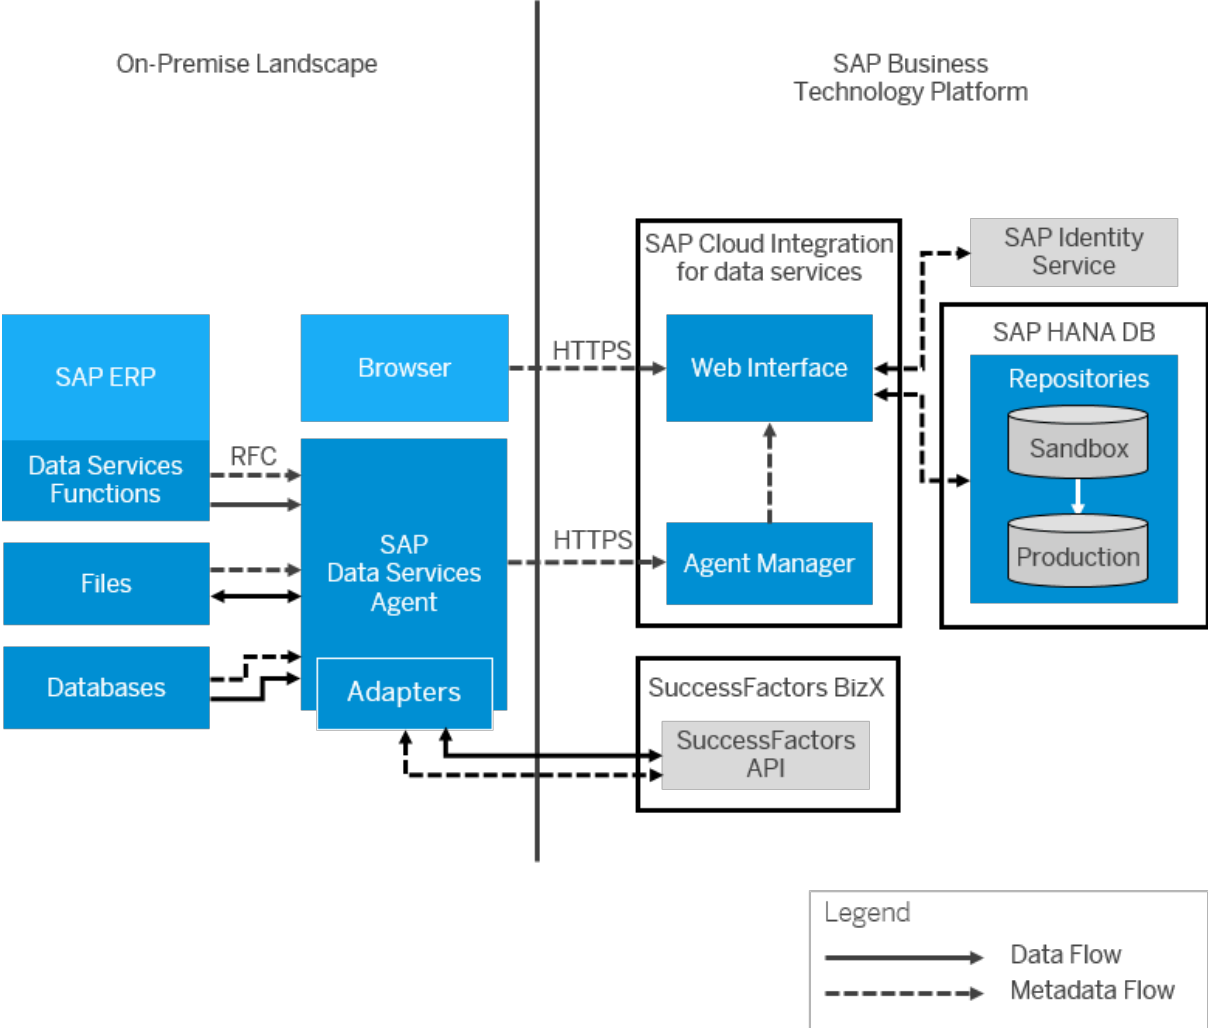 On-Premise Landscape
SAP Business
Technology Platform
SAP Cloud Integration
for data services
SAP Identity
Service
SAP HANA DB
SAP ERP
Browser
HTTPS
Web Interface
Repositories
Sandbox
Data Services
Functions
RFC
SAP
Data Services
Agent
HTTPS
Agent Manager
Production
Files
Databases
Adapters
SuccessFactors BizX
SuccessFactors
API
Legend
Data Flow
Metadata Flow